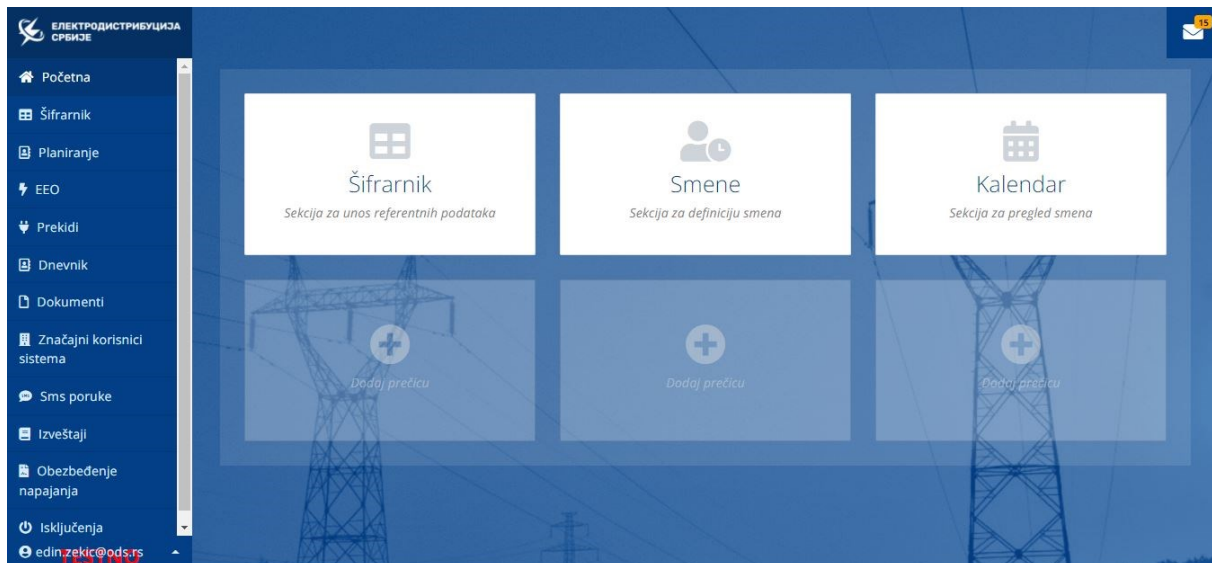 ЕЛЕКТРОДИСТРИБУЦИЈА
СРБИЈЕ
15
Početna
Šifrarnik
Planiranje
EEO
Prekidi
Dnevnik
Dokumenti
Značajni korisnici
sistema
Sms poruke
Izveštaji
Obezbeđenje
napajanja
Isključenja
edin.zekic@ods.rs
TESTNO
Šifrarnik
Sekcija za unos referentnih podataka
Smene
Sekcija za definiciju smena
Kalendar
Sekcija za pregled smena
Dodaj prečicu
Dodaj prečicu
Dodaj prečicu